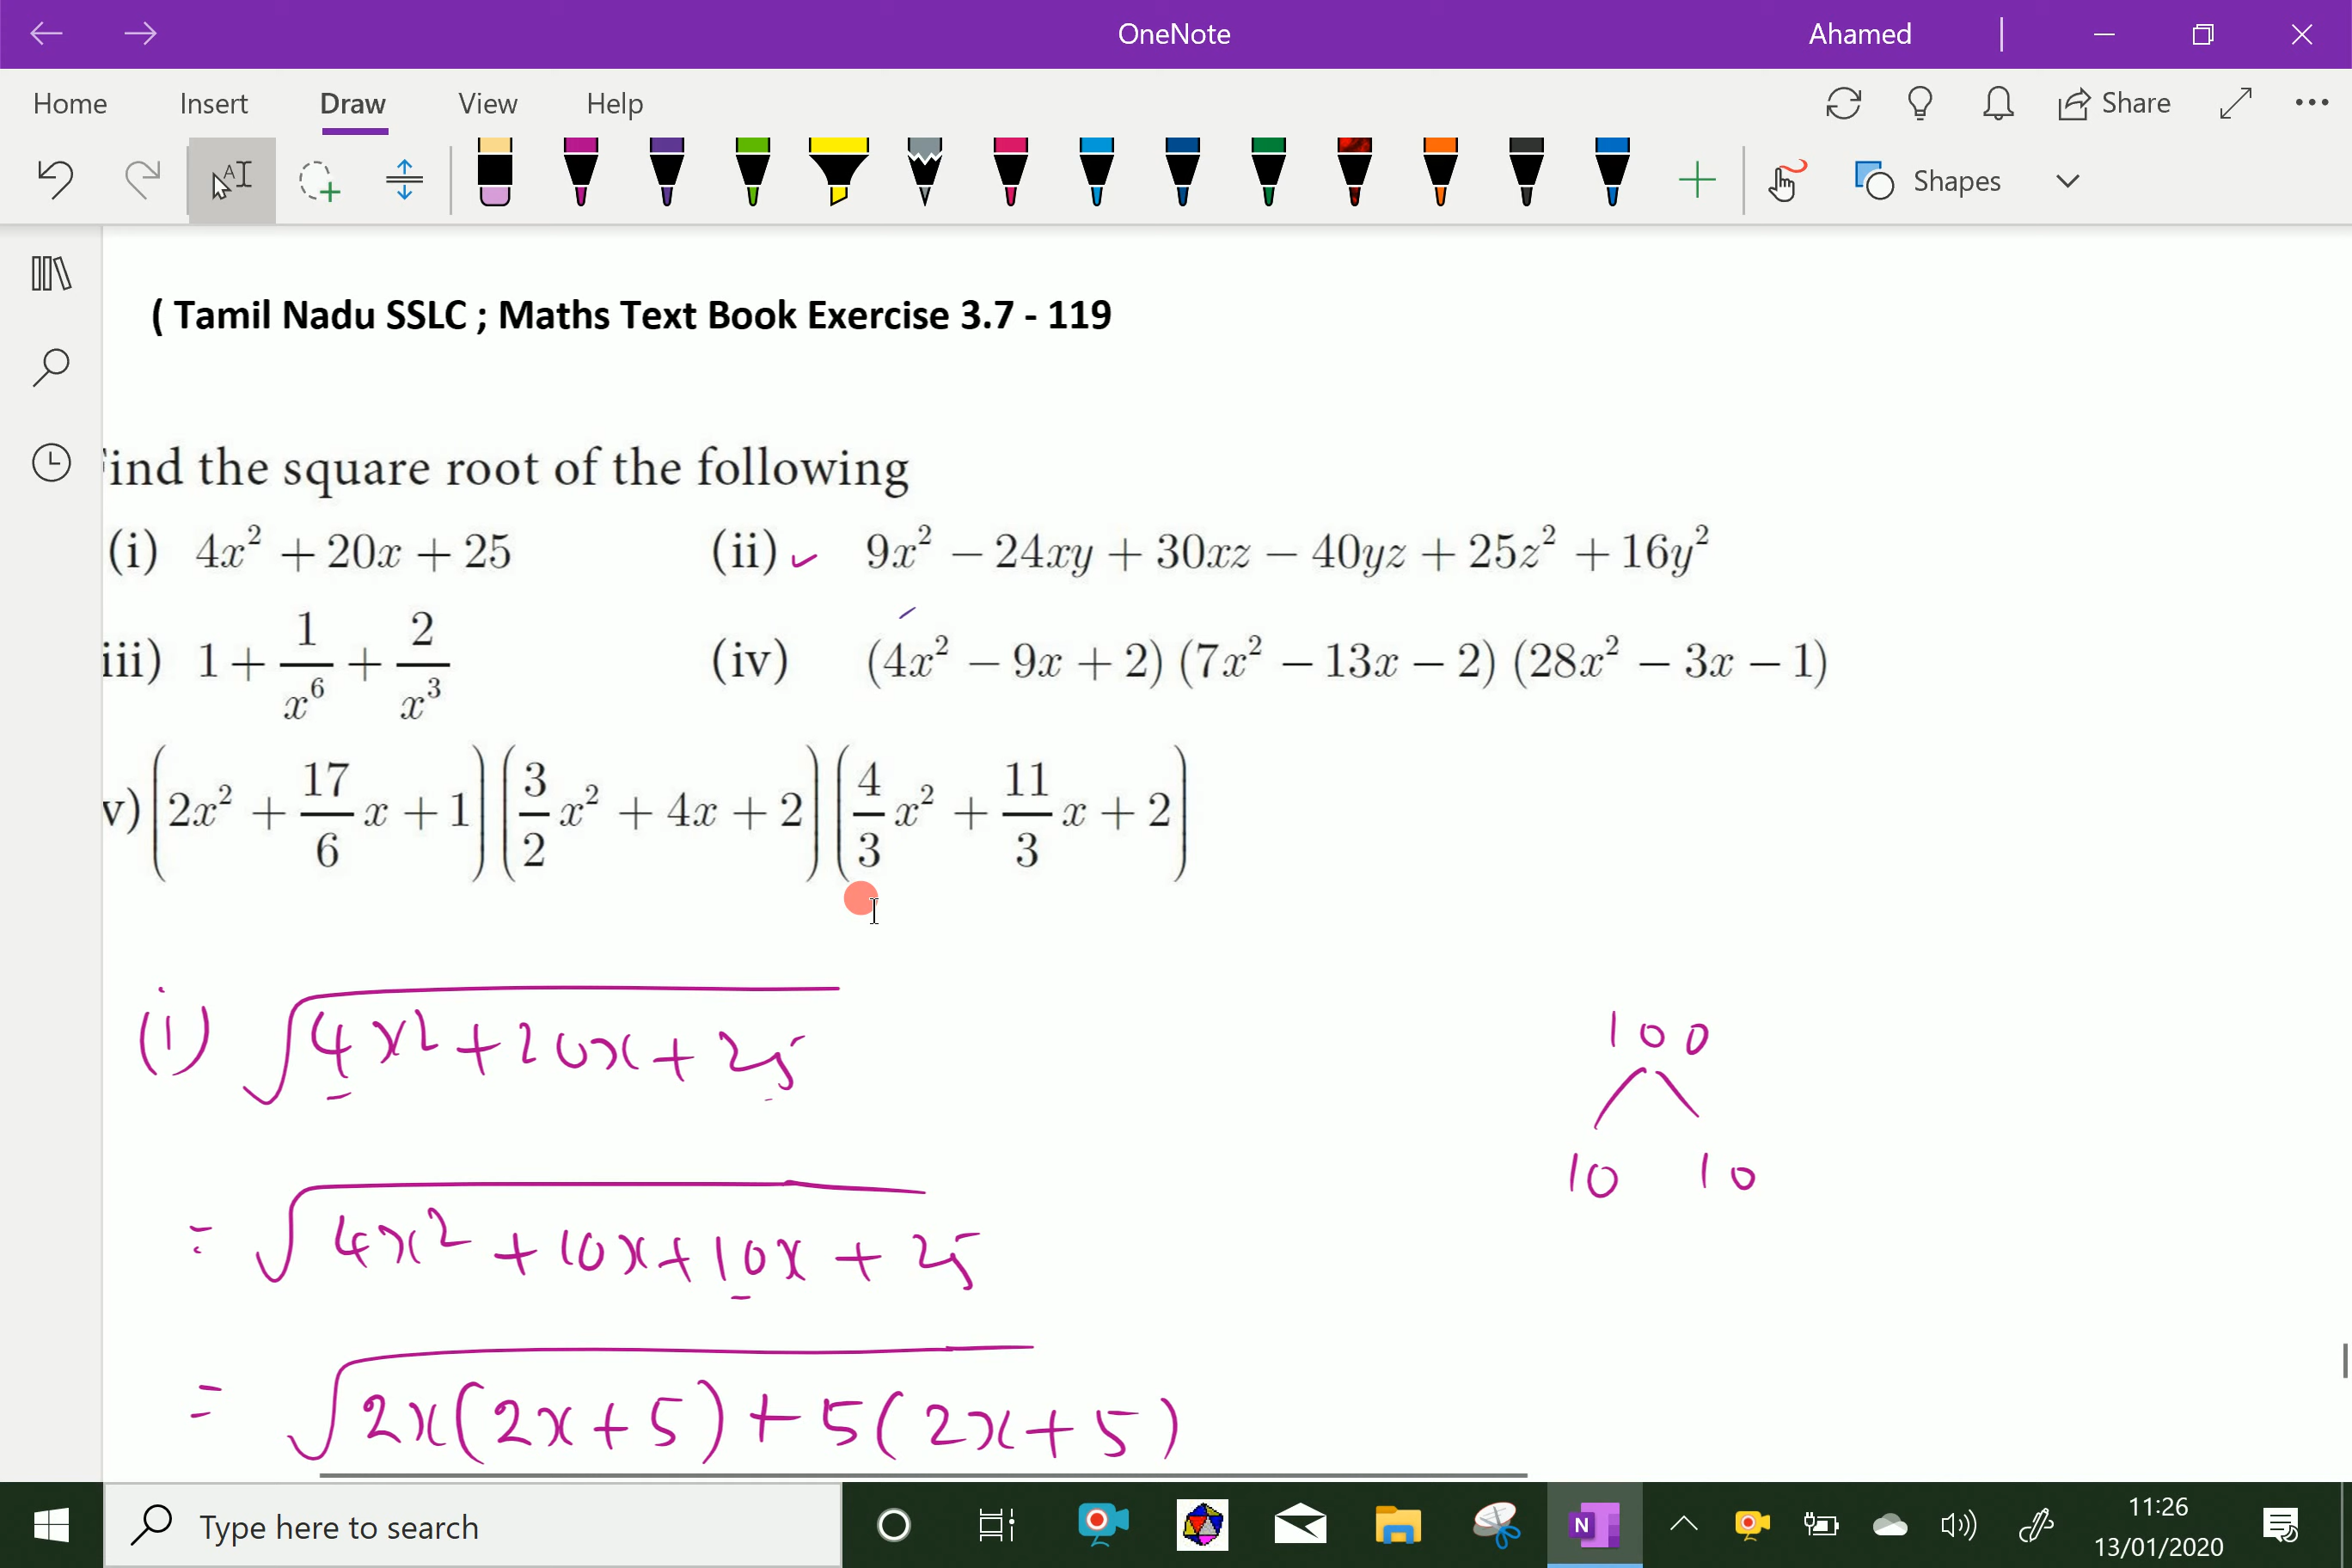 OneNote
Ahamed
Home Insert Draw View Help
Share
Shapes
( Tamil Nadu SSLC ; Maths Text Book Exercise 3.7 - 119
ind the square root of the following
(i) 4x² + 20x + 25 (ii) ✓ 9x² − 24xy + 30xz − 40yz + 25z² + 16y²
iii) 1 + 1/x⁶ + 2/x³ (iv) (4x² − 9x + 2) (7x² − 13x − 2) (28x² − 3x − 1)
v) (2x² + 17/6 x + 1) (3/2 x² + 4x + 2) (4/3 x² + 11/3 x + 2)
(i) √(4x² + 20x + 25)
100
10 10
= √(4x² + 10x + 10x + 25)
= √(2x(2x+5) + 5(2x+5))
Type here to search
N
11:26
13/01/2020